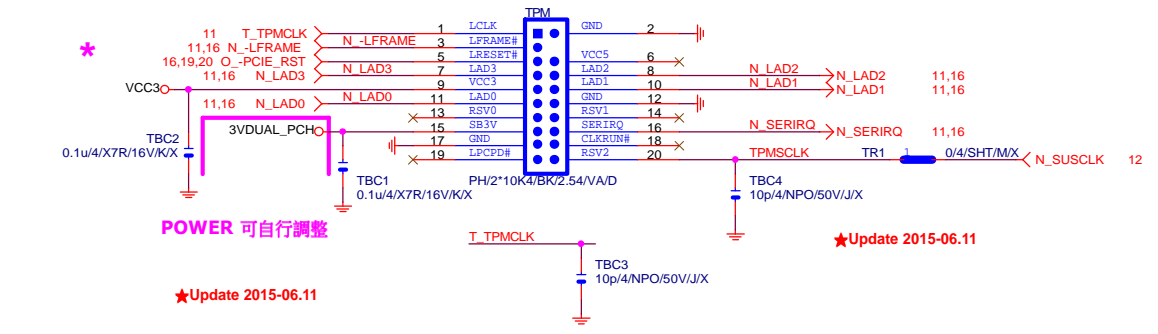 TPM
11 T_TPMCLK 1 LCLK GND 2
11,16 N_-LFRAME N_-LFRAME 3 LFRAME#
16,19,20 O_-PCIE_RST 5 LRESET# VCC5 6
11,16 N_LAD3 N_LAD3 7 LAD3 LAD2 8 N_LAD2 N_LAD2 11,16
VCC3 9 VCC3 LAD1 10 N_LAD1 N_LAD1 11,16
11,16 N_LAD0 N_LAD0 11 LAD0 GND 12
13 RSV0 RSV1 14
3VDUAL_PCH 15 SB3V SERIRQ 16 N_SERIRQ N_SERIRQ 11,16
17 GND CLKRUN# 18
19 LPCPD# RSV2 20 TPMSCLK TR1 1 0/4/SHT/M/X N_SUSCLK 12
*
TBC2
0.1u/4/X7R/16V/K/X
TBC1
0.1u/4/X7R/16V/K/X
PH/2*10K4/BK/2.54/VA/D
TBC4
10p/4/NPO/50V/J/X
POWER 可自行調整
T_TPMCLK
★Update 2015-06.11
TBC3
10p/4/NPO/50V/J/X
★Update 2015-06.11